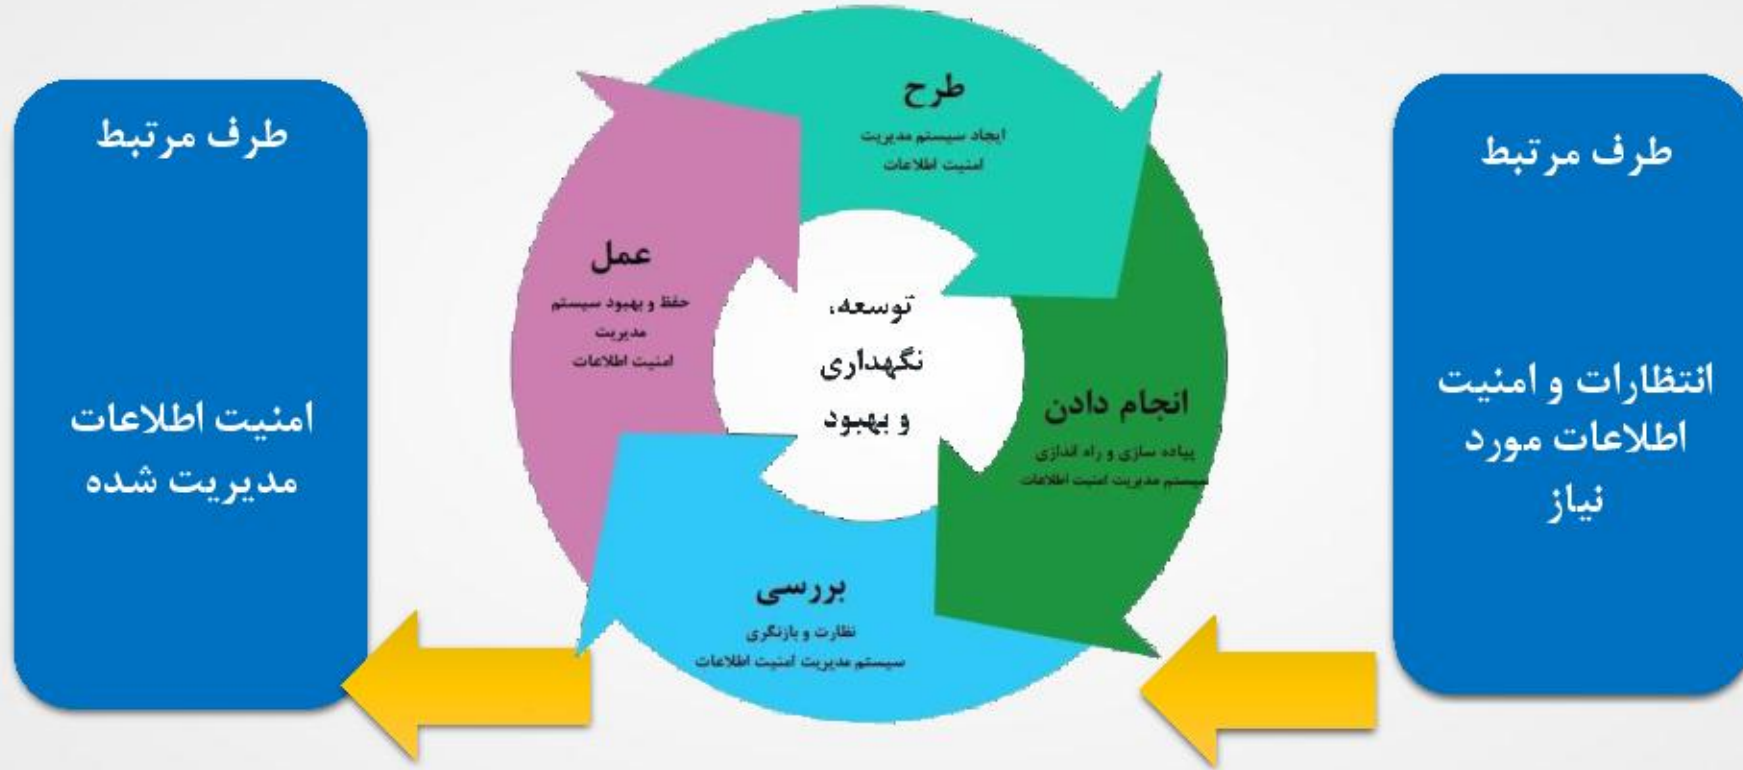 طرف مرتبط
انتظارات و امنیت
اطلاعات مورد
نیاز
طرح
ایجاد سیستم مدیریت
امنیت اطلاعات
انجام دادن
پیاده سازی و راه اندازی
سیستم مدیریت امنیت اطلاعات
بررسی
نظارت و بازنگری
سیستم مدیریت امنیت اطلاعات
عمل
حفظ و بهبود سیستم
مدیریت
امنیت اطلاعات
توسعه،
نگهداری
و بهبود
طرف مرتبط
امنیت اطلاعات
مدیریت شده